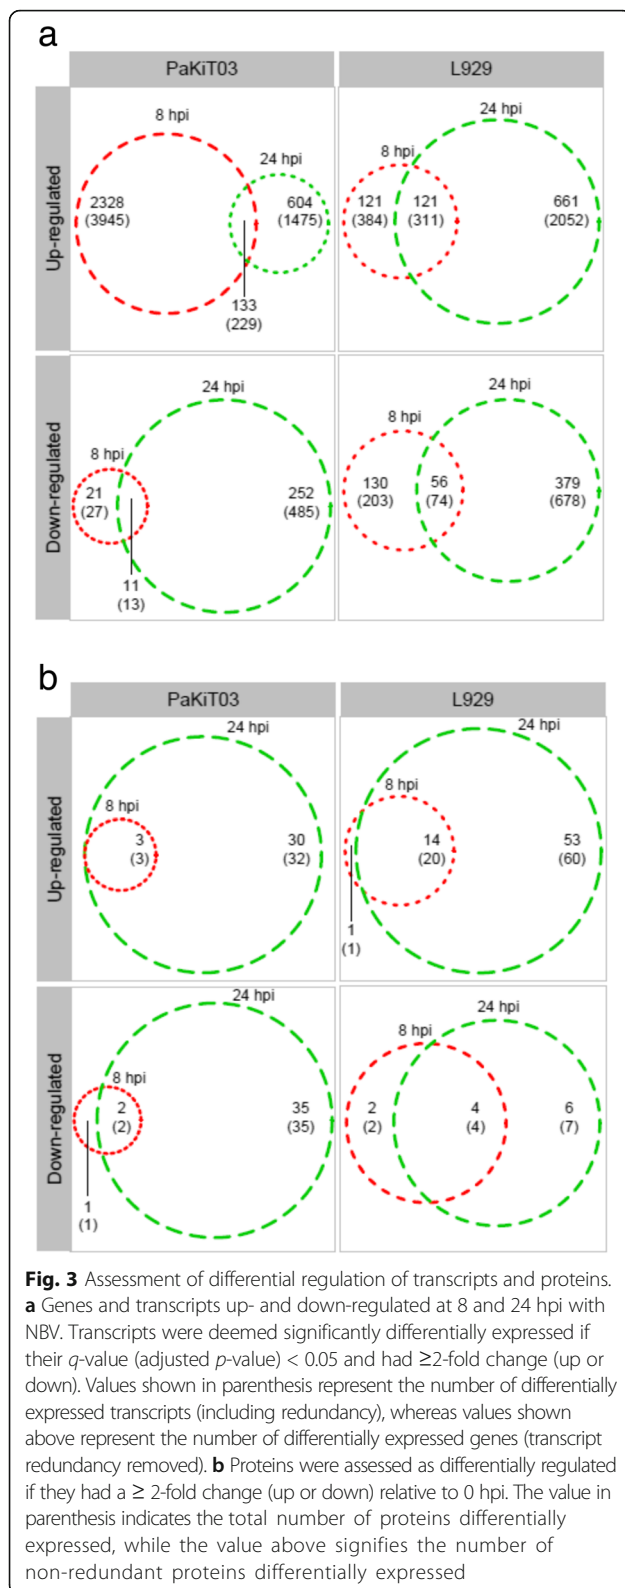 a
PaKiT03 L929
Up-regulated
8 hpi
24 hpi
2328
(3945)
604
(1475)
133
(229)
24 hpi
8 hpi
121
(384)
121
(311)
661
(2052)
Down-regulated
24 hpi
8 hpi
21
(27)
252
(485)
11
(13)
24 hpi
8 hpi
130
(203)
56
(74)
379
(678)
b
PaKiT03 L929
Up-regulated
24 hpi
8 hpi
3
(3)
30
(32)
24 hpi
8 hpi
14
(20)
53
(60)
1
(1)
Down-regulated
24 hpi
8 hpi
2
(2)
35
(35)
1
(1)
24 hpi
8 hpi
2
(2)
4
(4)
6
(7)
Fig. 3 Assessment of differential regulation of transcripts and proteins.
a Genes and transcripts up- and down-regulated at 8 and 24 hpi with
NBV. Transcripts were deemed significantly differentially expressed if
their q-value (adjusted p-value) < 0.05 and had ≥2-fold change (up or
down). Values shown in parenthesis represent the number of differentially
expressed transcripts (including redundancy), whereas values shown
above represent the number of differentially expressed genes (transcript
redundancy removed). b Proteins were assessed as differentially regulated
if they had a ≥ 2-fold change (up or down) relative to 0 hpi. The value in
parenthesis indicates the total number of proteins differentially
expressed, while the value above signifies the number of
non-redundant proteins differentially expressed